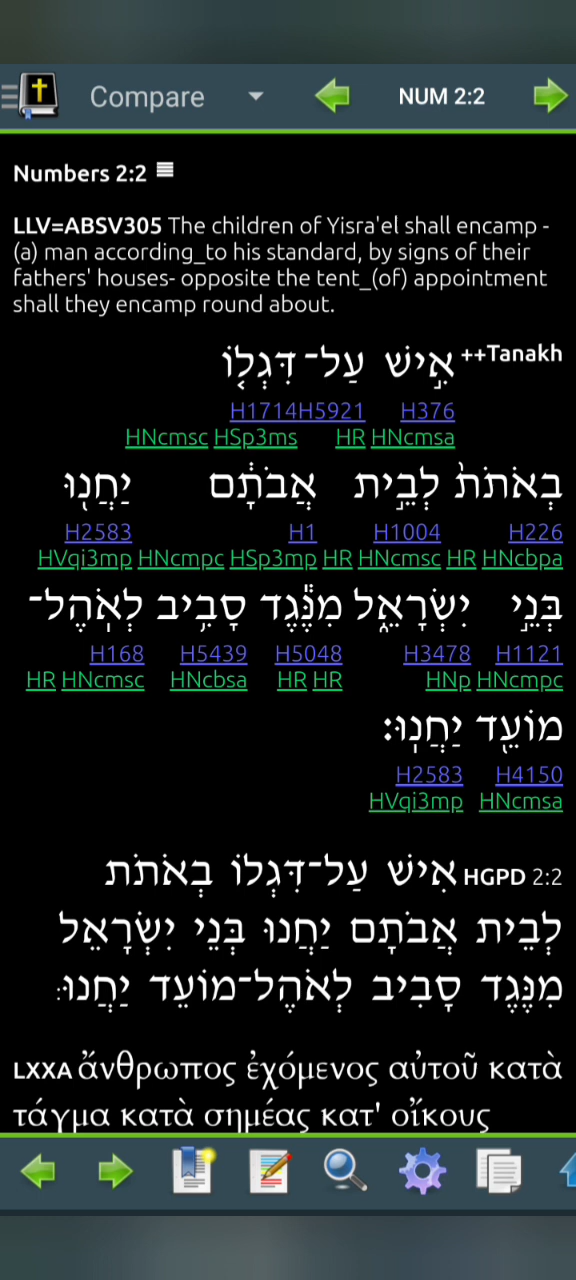 Compare NUM 2:2
Numbers 2:2
LLV=ABSV305 The children of Yisra'el shall encamp -
(a) man according_to his standard, by signs of their
fathers' houses- opposite the tent_(of) appointment
shall they encamp round about.
++Tanakh אִ֣ישׁ עַל־דִּגְל֤וֹ
H1714H5921 H376
HNcmsc HSp3ms HR HNcmsa
בְאֹתֹת֙ לְבֵ֣ית אֲבֹתָ֔ם יַחֲנ֖וּ
H2583 H1 H1004 H226
HVqi3mp HNcmpc HSp3mp HR HNcmsc HR HNcbpa
בְּנֵ֣י יִשְׂרָאֵ֑ל מִנֶּ֕גֶד סָבִ֥יב לְאֹֽהֶל־
H168 H5439 H5048 H3478 H1121
HR HNcmsc HNcbsa HR HR HNp HNcmpc
מוֹעֵ֖ד יַחֲנֽוּ׃
H2583 H4150
HVqi3mp HNcmsa
HGPD 2:2 אִישׁ עַל־דִּגְלוֹ בְאֹתֹת
לְבֵית אֲבֹתָם יַחֲנוּ בְּנֵי יִשְׂרָאֵל
מִנֶּגֶד סָבִיב לְאֹהֶל־מוֹעֵד יַחֲנוּ׃
LXXA ἄνθρωπος ἐχόμενος αὐτοῦ κατὰ
τάγμα κατὰ σημέας κατ' οἴκους